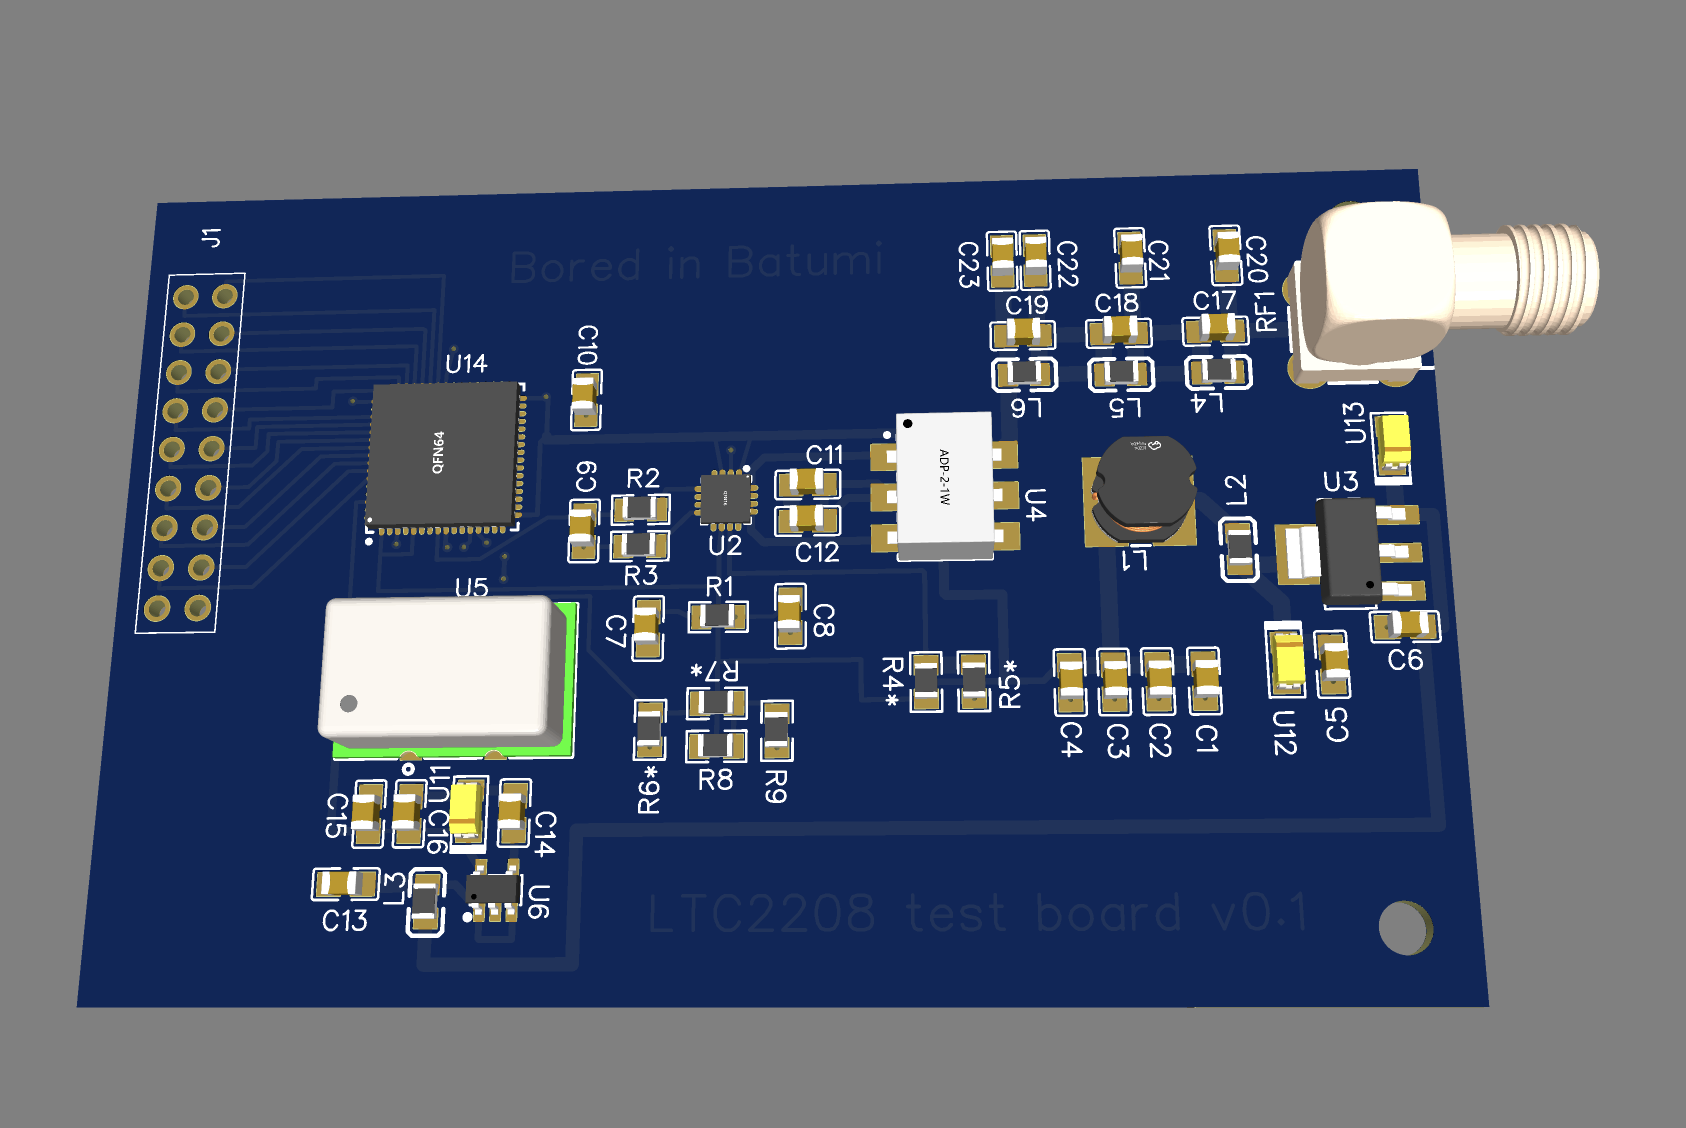 J1
Bored in Batumi
C23
C22
C21
C20
RF1
C19
C18
C17
L6
L5
L4
U14
QFN64
C10
U13
C9
R2
C11
ADP-2-1W
U4
L2
U3
U2
C12
L1
R3
U5
R1
C7
C8
C6
R7*
R4*
R5*
R6*
R8
R9
C4
C3
C2
C1
U12
C5
U11
C15
C16
C14
C13
L3
U6
LTC2208 test board v0.1